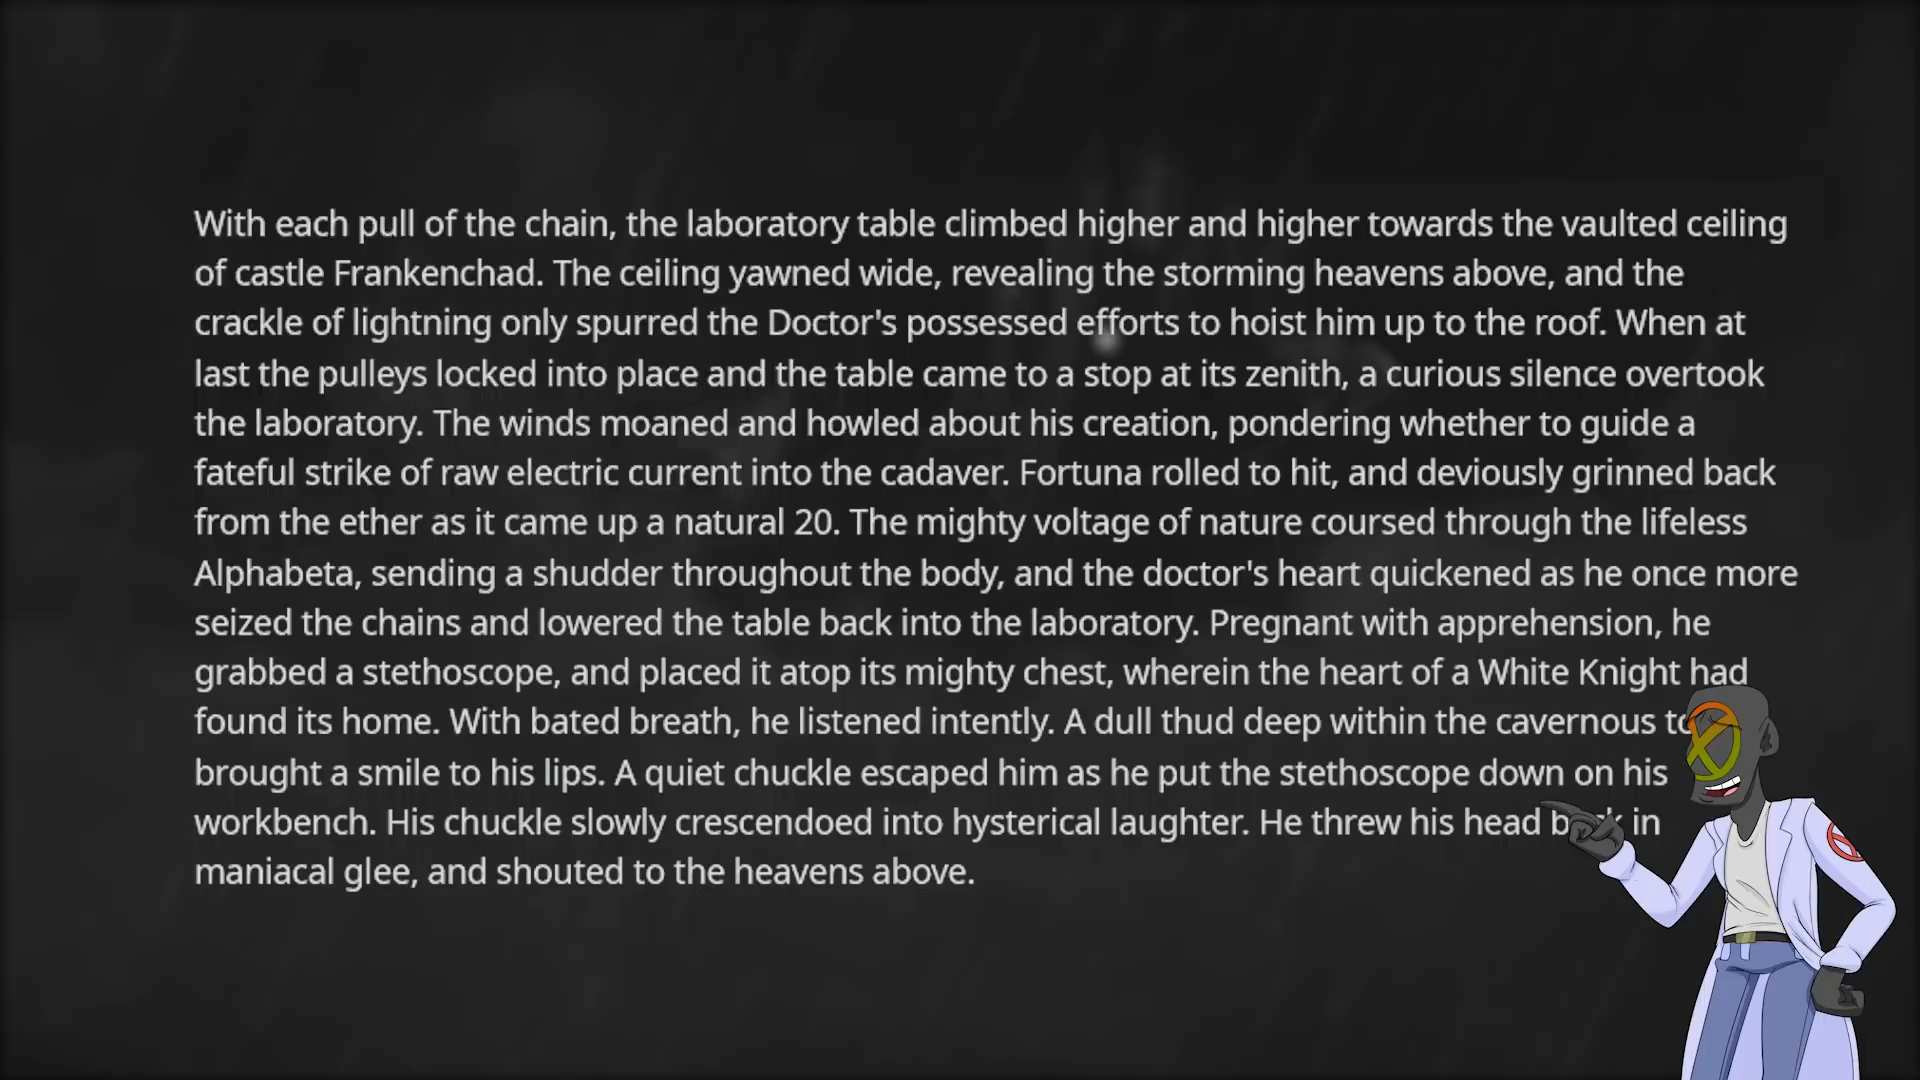 With each pull of the chain, the laboratory table climbed higher and higher towards the vaulted ceiling
of castle Frankenchad. The ceiling yawned wide, revealing the storming heavens above, and the
crackle of lightning only spurred the Doctor's possessed efforts to hoist him up to the roof. When at
last the pulleys locked into place and the table came to a stop at its zenith, a curious silence overtook
the laboratory. The winds moaned and howled about his creation, pondering whether to guide a
fateful strike of raw electric current into the cadaver. Fortuna rolled to hit, and deviously grinned back
from the ether as it came up a natural 20. The mighty voltage of nature coursed through the lifeless
Alphabeta, sending a shudder throughout the body, and the doctor's heart quickened as he once more
seized the chains and lowered the table back into the laboratory. Pregnant with apprehension, he
grabbed a stethoscope, and placed it atop its mighty chest, wherein the heart of a White Knight had
found its home. With bated breath, he listened intently. A dull thud deep within the cavernous
brought a smile to his lips. A quiet chuckle escaped him as he put the stethoscope down on his
workbench. His chuckle slowly crescendoed into hysterical laughter. He threw his head in
maniacal glee, and shouted to the heavens above.